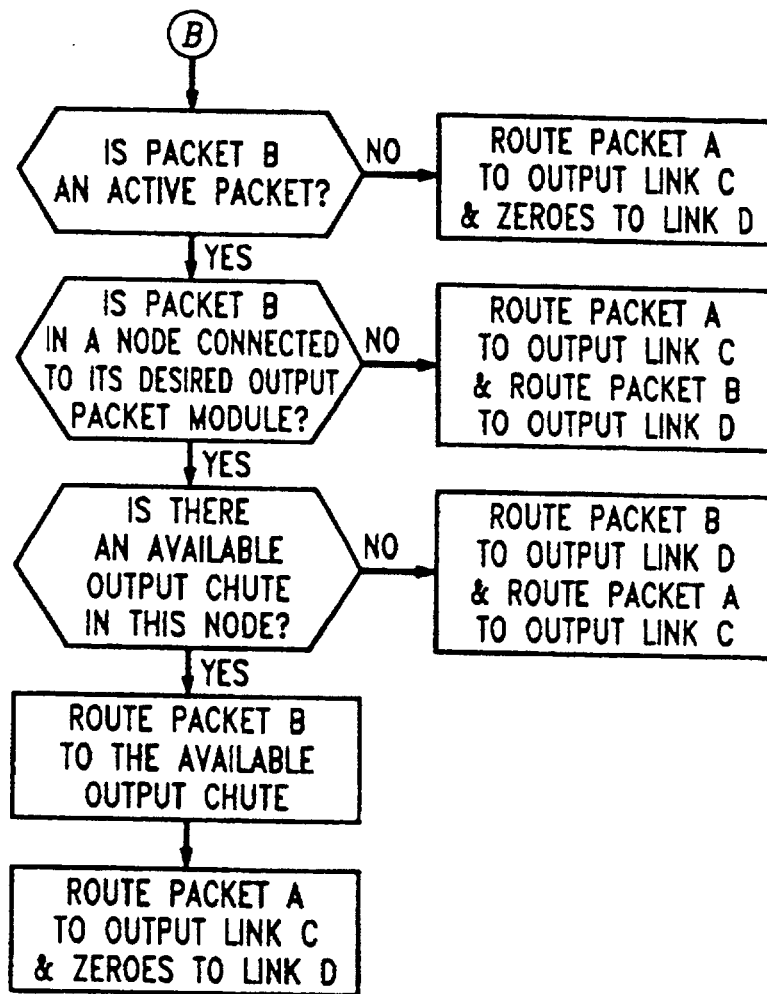 B
IS PACKET B
AN ACTIVE PACKET?
NO
ROUTE PACKET A
TO OUTPUT LINK C
& ZEROES TO LINK D
YES
IS PACKET B
IN A NODE CONNECTED
TO ITS DESIRED OUTPUT
PACKET MODULE?
NO
ROUTE PACKET A
TO OUTPUT LINK C
& ROUTE PACKET B
TO OUTPUT LINK D
YES
IS THERE
AN AVAILABLE
OUTPUT CHUTE
IN THIS NODE?
NO
ROUTE PACKET B
TO OUTPUT LINK D
& ROUTE PACKET A
TO OUTPUT LINK C
YES
ROUTE PACKET B
TO THE AVAILABLE
OUTPUT CHUTE
ROUTE PACKET A
TO OUTPUT LINK C
& ZEROES TO LINK D